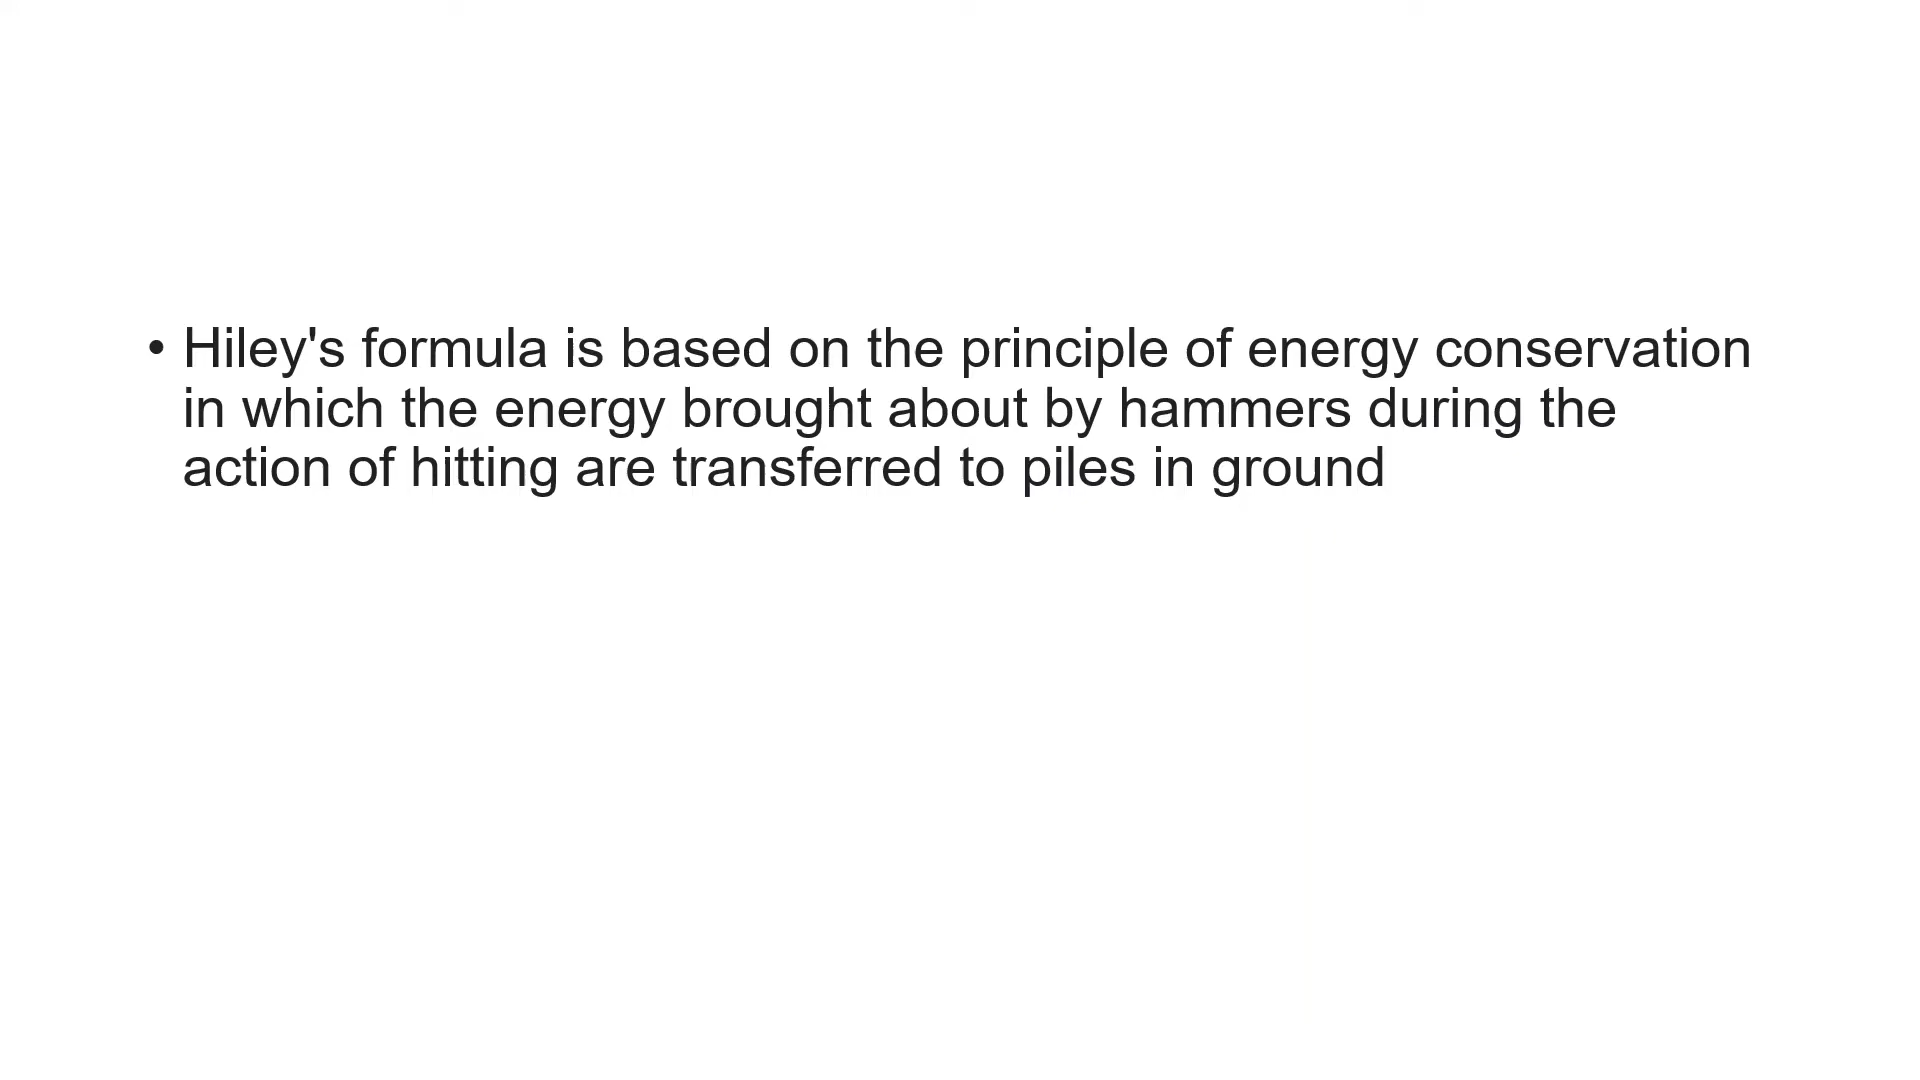 • Hiley's formula is based on the principle of energy conservation
in which the energy brought about by hammers during the
action of hitting are transferred to piles in ground